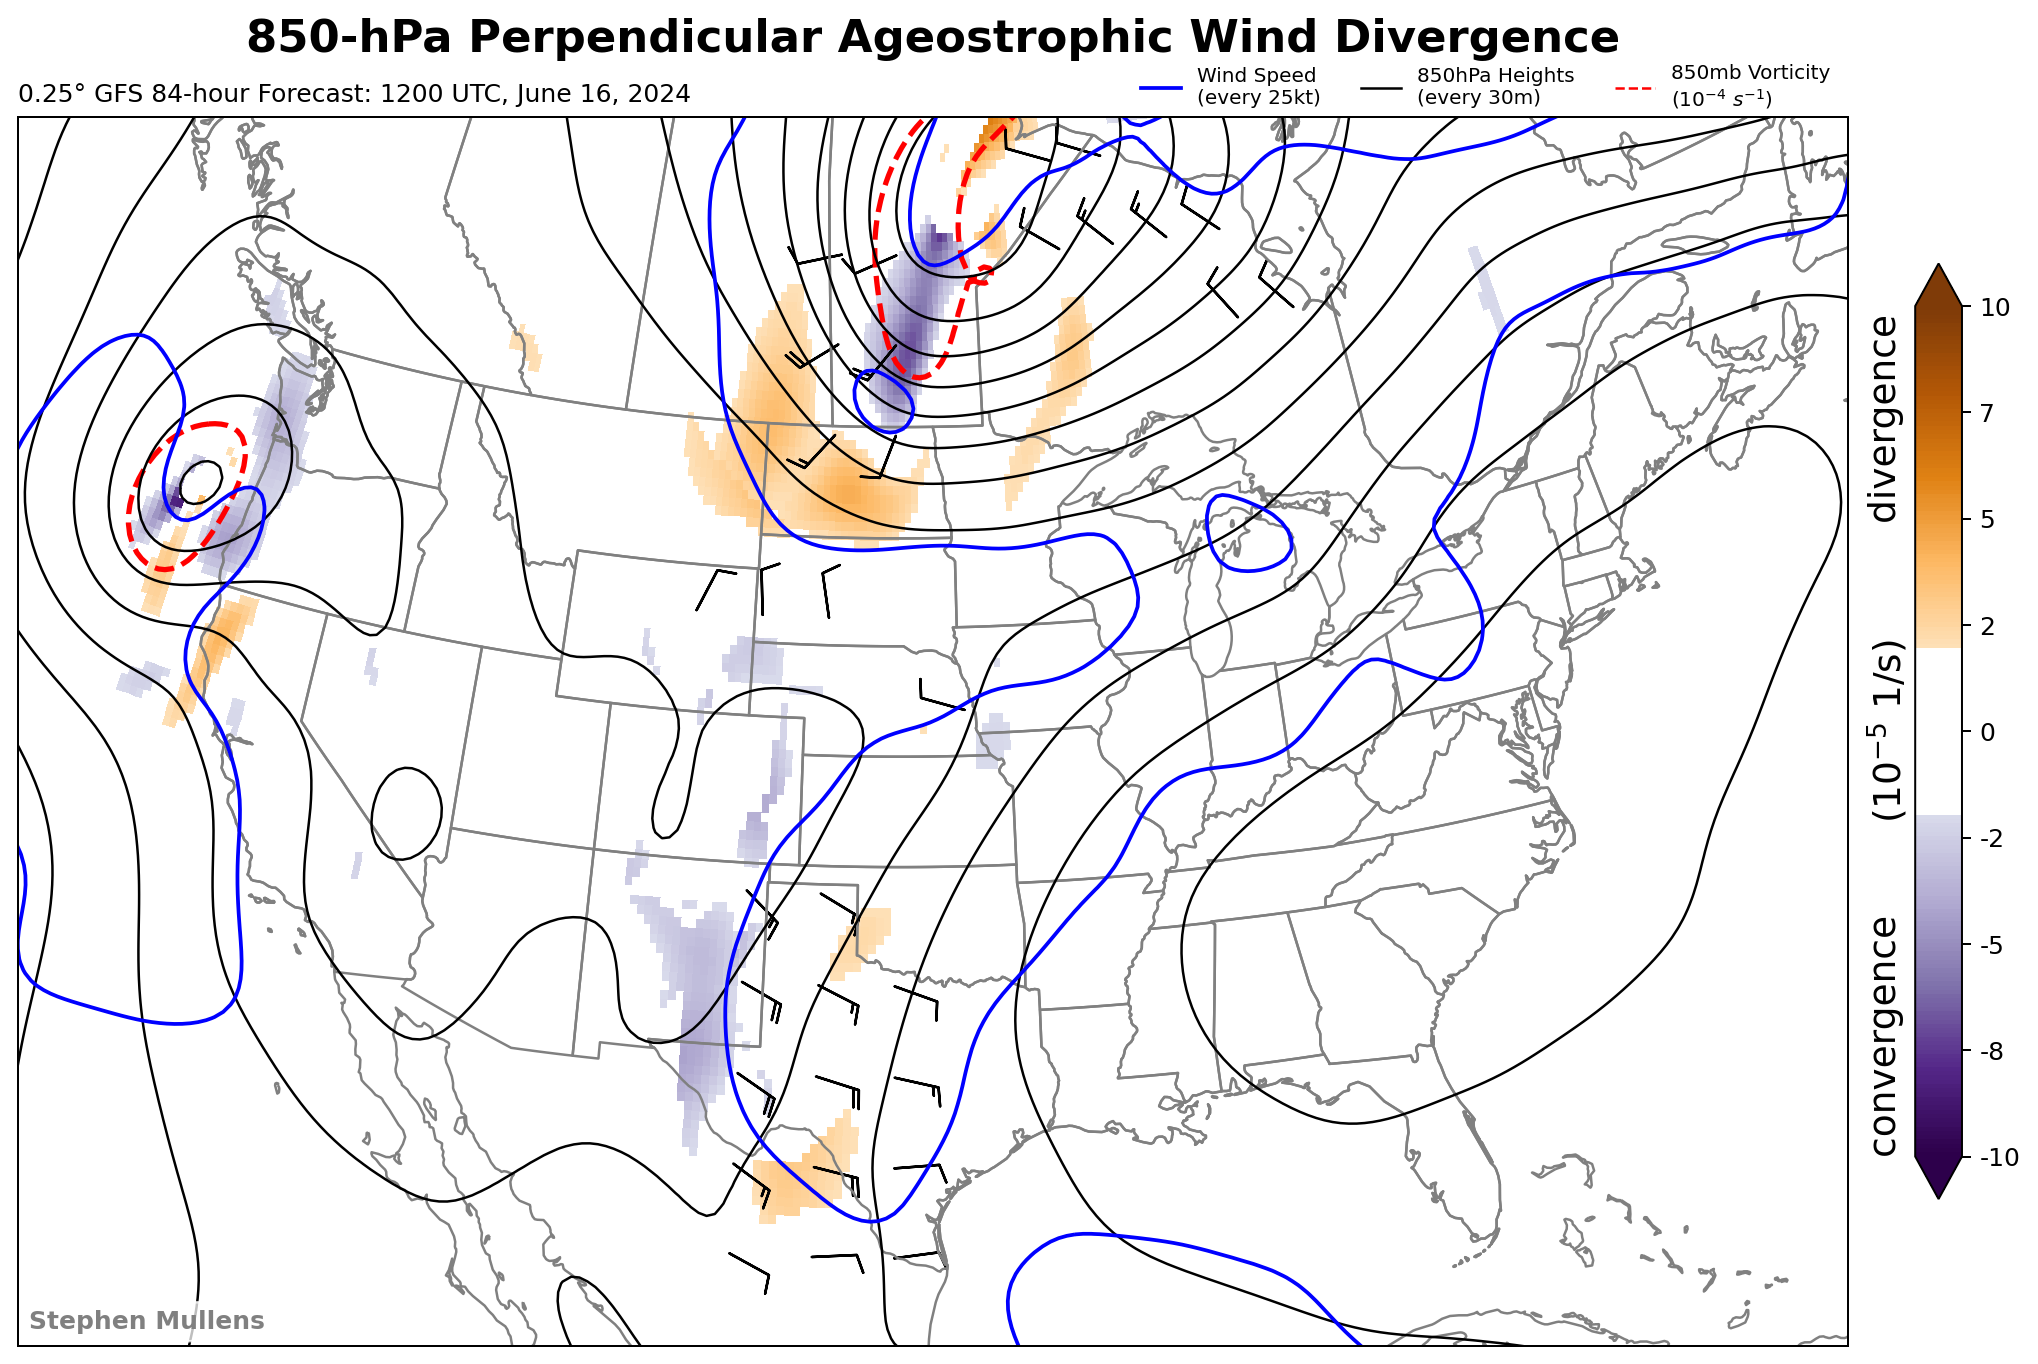 850-hPa Perpendicular Ageostrophic Wind Divergence
0.25° GFS 84-hour Forecast: 1200 UTC, June 16, 2024
Wind Speed
(every 25kt)
850hPa Heights
(every 30m)
850mb Vorticity
(10⁻⁴ s⁻¹)
10
7
5
2
0
-2
-5
-8
-10
convergence (10⁻⁵ 1/s) divergence
Stephen Mullens